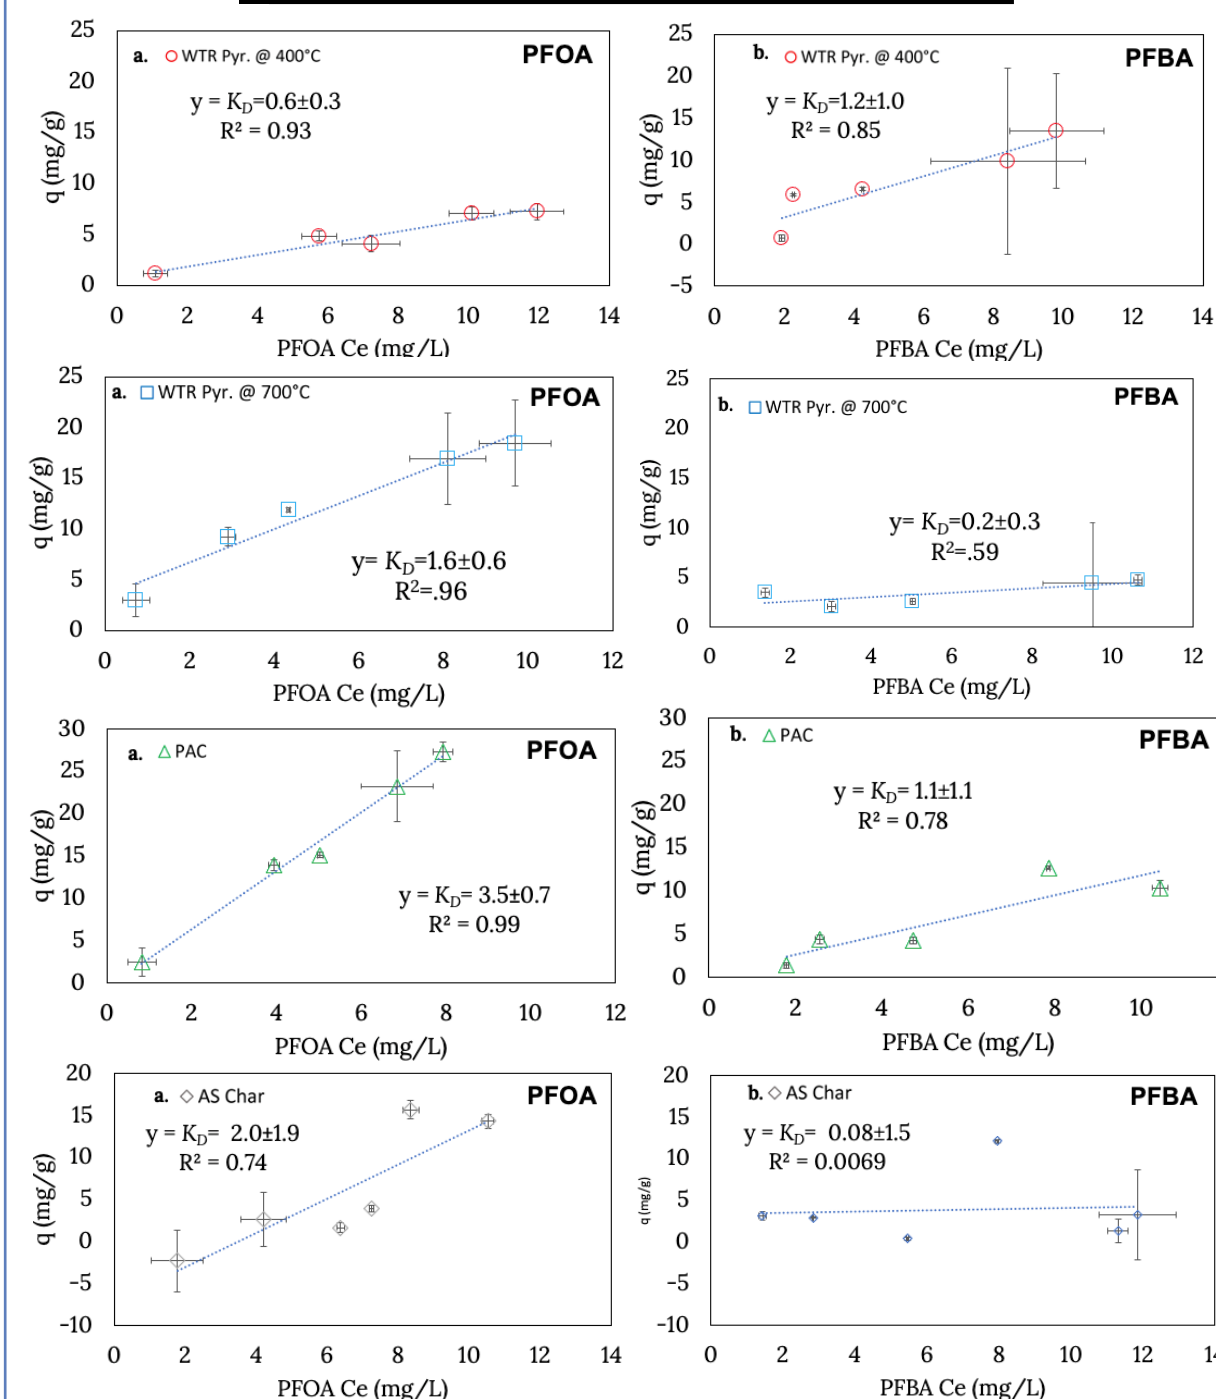 25
20
15
10
5
0
q (mg/g)
a. WTR Pyr. @ 400°C
PFOA
y = K_D=0.6±0.3
R² = 0.93
0 2 4 6 8 10 12 14
PFOA Ce (mg/L)
25
20
15
10
5
0
-5
q (mg/g)
b. WTR Pyr. @ 400°C
PFBA
y = K_D=1.2±1.0
R² = 0.85
0 2 4 6 8 10 12 14
PFBA Ce (mg/L)
25
20
15
10
5
0
q (mg/g)
a. WTR Pyr. @ 700°C
PFOA
y= K_D=1.6±0.6
R²=.96
0 2 4 6 8 10 12
PFOA Ce (mg/L)
25
20
15
10
5
0
q (mg/g)
b. WTR Pyr. @ 700°C
PFBA
y= K_D=0.2±0.3
R²=.59
0 2 4 6 8 10 12
PFBA Ce (mg/L)
30
25
20
15
10
5
0
q (mg/g)
a. PAC
PFOA
y = K_D= 3.5±0.7
R² = 0.99
0 2 4 6 8 10 12
PFOA Ce (mg/L)
30
25
20
15
10
5
0
q (mg/g)
b. PAC
PFBA
y = K_D= 1.1±1.1
R² = 0.78
0 2 4 6 8 10
PFBA Ce (mg/L)
20
15
10
5
0
-5
-10
q (mg/g)
a. AS Char
PFOA
y = K_D= 2.0±1.9
R² = 0.74
0 2 4 6 8 10 12 14
PFOA Ce (mg/L)
20
15
10
5
0
-5
-10
q (mg/g)
b. AS Char
PFBA
y = K_D= 0.08±1.5
R² = 0.0069
0 2 4 6 8 10 12 14
PFBA Ce (mg/L)